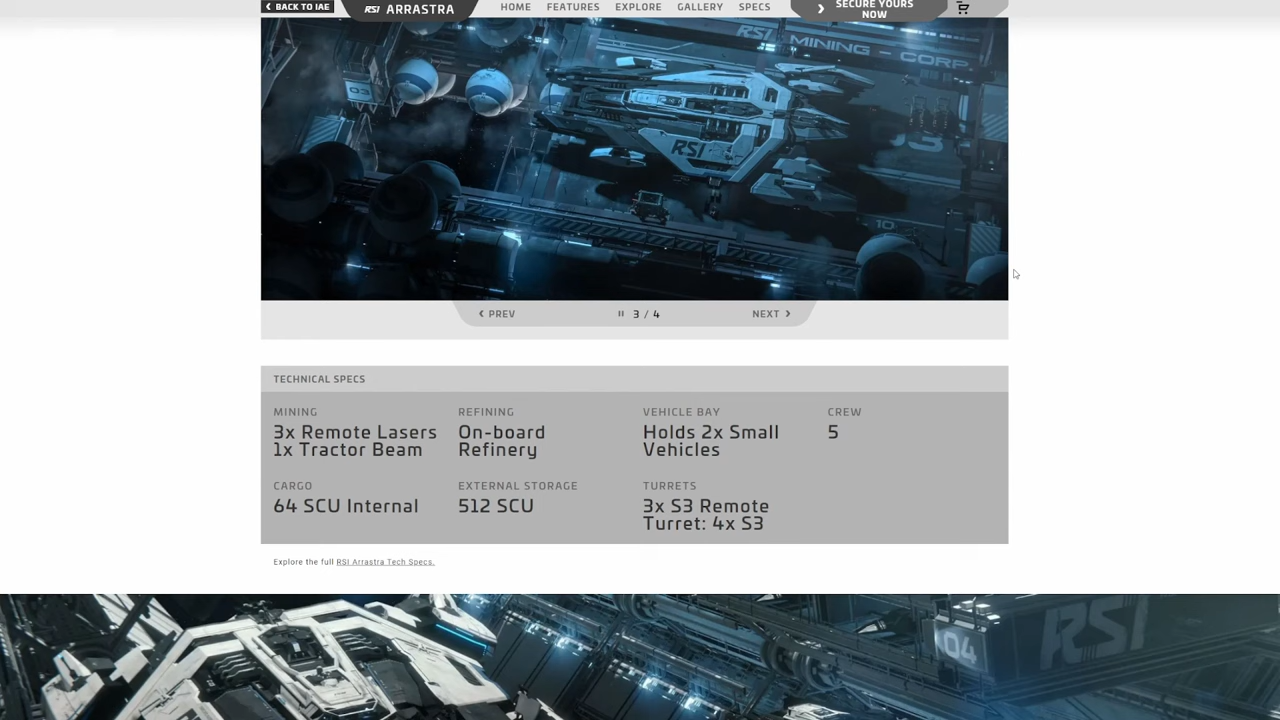 BACK TO IAE
RSI ARRASTRA
HOME FEATURES EXPLORE GALLERY SPECS
SECURE YOURS
NOW
RSI MINING - CORP
03
RSI
03
10
PREV
3 / 4
NEXT
TECHNICAL SPECS
MINING
3x Remote Lasers
1x Tractor Beam
REFINING
On-board
Refinery
VEHICLE BAY
Holds 2x Small
Vehicles
CREW
5
CARGO
64 SCU Internal
EXTERNAL STORAGE
512 SCU
TURRETS
3x S3 Remote
Turret: 4x S3
Explore the full RSI Arrastra Tech Specs.
04
RSI